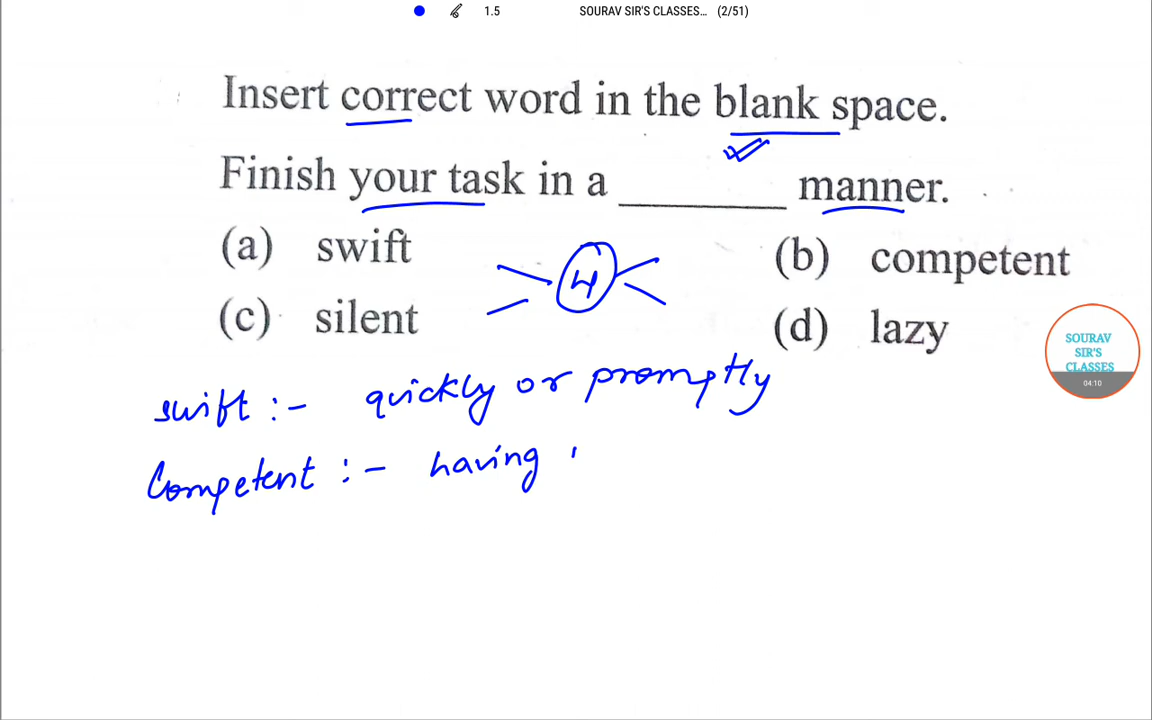 1.5 SOURAV SIR'S CLASSES... (2/51)
Insert correct word in the blank space.
Finish your task in a ________ manner.
(a) swift (b) competent
4
(c) silent (d) lazy
SOURAV
SIR'S
CLASSES
04:10
swift :- quickly or promptly
Competent :- having